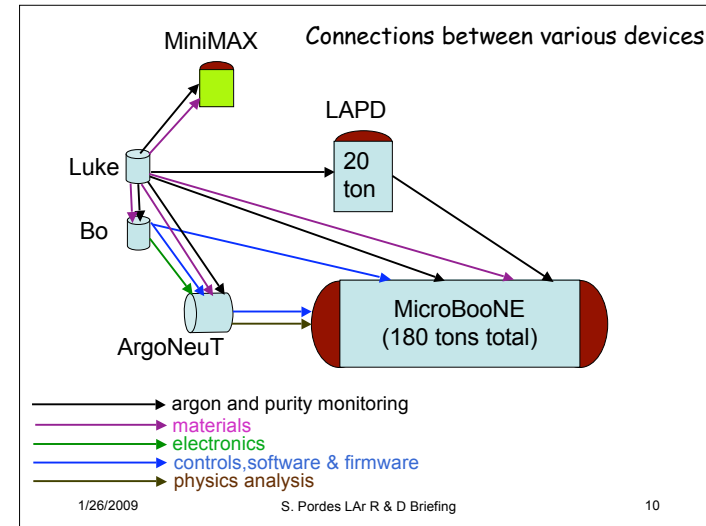 Connections between various devices
MiniMAX
LAPD
Luke
20
ton
Bo
MicroBooNE
(180 tons total)
ArgoNeuT
argon and purity monitoring
materials
electronics
controls,software & firmware
physics analysis
1/26/2009
S. Pordes LAr R & D Briefing
10